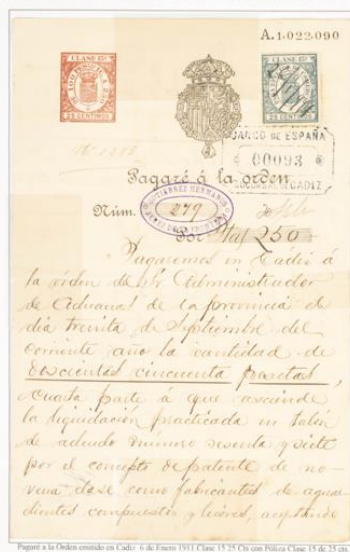 A.1.022.090
CLASE 15ª
25 CENTIMOS
CLASE 15ª
25 CENTIMOS
BANCO DE ESPAÑA
00093
SUCURSAL DE CADIZ
Pagaré á la orden
GUTIERREZ HERMANOS
Núm. 279
Por Ptas 250
Pagaremos en Cadiz á
la orden del Sr Administrador
de Aduanas de la provincia el
dia treinta de Septiembre del
corriente año la cantidad de
doscientas cincuenta pesetas,
cuarta parte á que asciende
la liquidación practicada en talón
de adeudo número sesenta y siete
por el concepto de patente de no-
vena clase como fabricantes de aguar
dientes compuestos y licores, aceptando
Pagaré a la Orden emitido en Cadiz 6 de Enero 1911 Clase 15 25 Cts con Póliza Clase 15 de 25 cts